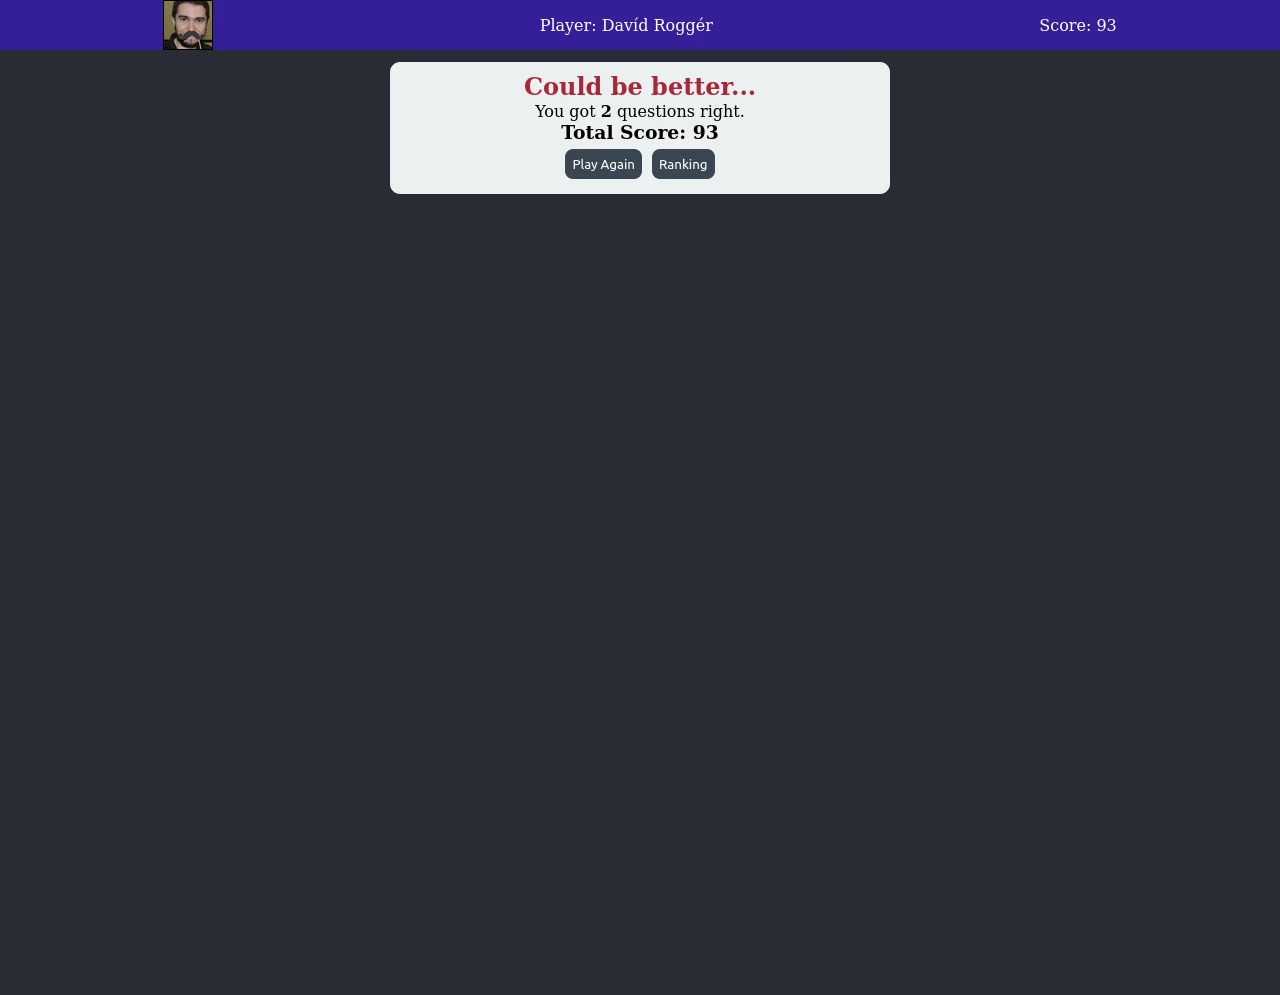 Player: Davíd Roggér
Score: 93
Could be better...
You got 2 questions right.
Total Score: 93
Play Again
Ranking